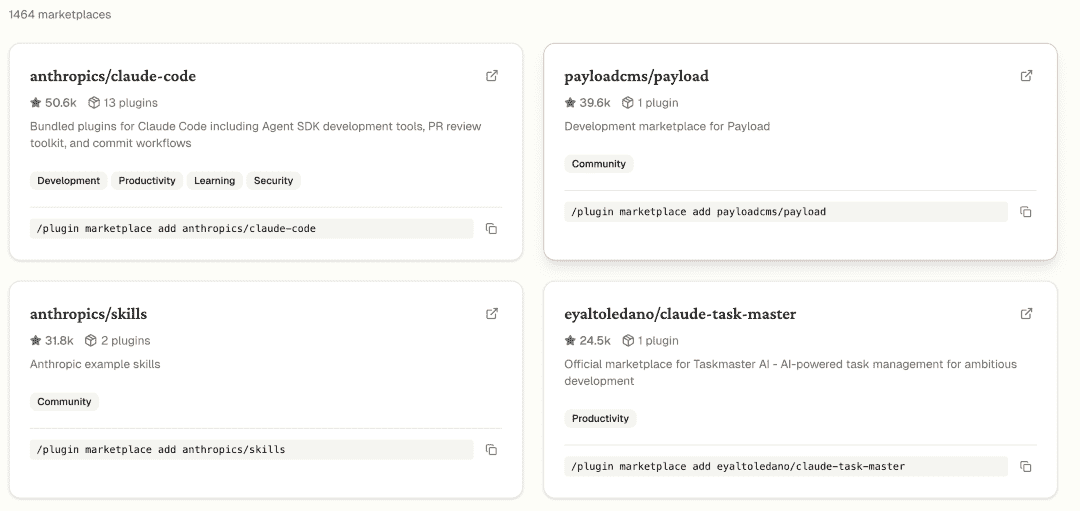 1464 marketplaces
anthropics/claude-code
50.6k 13 plugins
Bundled plugins for Claude Code including Agent SDK development tools, PR review
toolkit, and commit workflows
Development Productivity Learning Security
/plugin marketplace add anthropics/claude-code
payloadcms/payload
39.6k 1 plugin
Development marketplace for Payload
Community
/plugin marketplace add payloadcms/payload
anthropics/skills
31.8k 2 plugins
Anthropic example skills
Community
/plugin marketplace add anthropics/skills
eyaltoledano/claude-task-master
24.5k 1 plugin
Official marketplace for Taskmaster AI - AI-powered task management for ambitious
development
Productivity
/plugin marketplace add eyaltoledano/claude-task-master